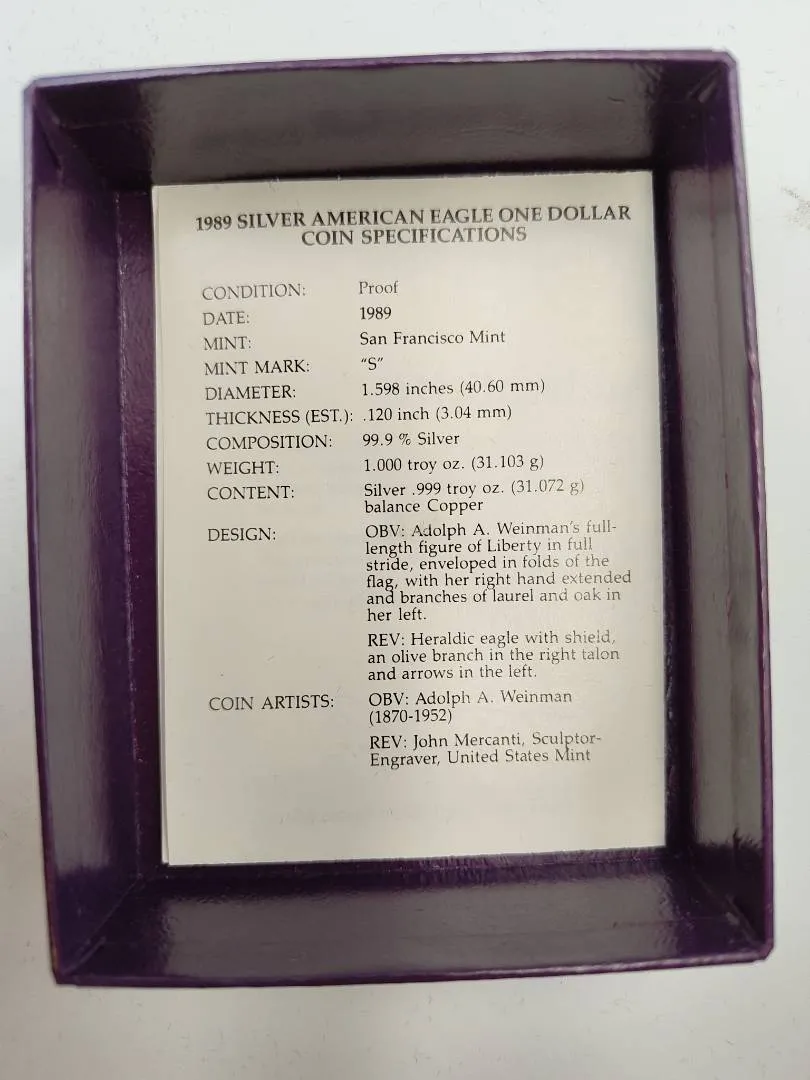 1989 SILVER AMERICAN EAGLE ONE DOLLAR
COIN SPECIFICATIONS
CONDITION: Proof
DATE: 1989
MINT: San Francisco Mint
MINT MARK: “S”
DIAMETER: 1.598 inches (40.60 mm)
THICKNESS (EST.): .120 inch (3.04 mm)
COMPOSITION: 99.9 % Silver
WEIGHT: 1.000 troy oz. (31.103 g)
CONTENT: Silver .999 troy oz. (31.072 g)
balance Copper
DESIGN: OBV: Adolph A. Weinman’s full-
length figure of Liberty in full
stride, enveloped in folds of the
flag, with her right hand extended
and branches of laurel and oak in
her left.
REV: Heraldic eagle with shield,
an olive branch in the right talon
and arrows in the left.
COIN ARTISTS: OBV: Adolph A. Weinman
(1870-1952)
REV: John Mercanti, Sculptor-
Engraver, United States Mint